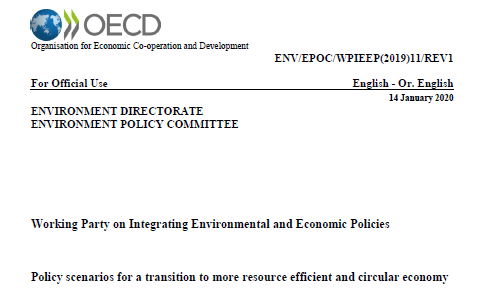 OECD
Organisation for Economic Co-operation and Development
ENV/EPOC/WPIEEP(2019)11/REV1
For Official Use English - Or. English
14 January 2020
ENVIRONMENT DIRECTORATE
ENVIRONMENT POLICY COMMITTEE
Working Party on Integrating Environmental and Economic Policies
Policy scenarios for a transition to more resource efficient and circular economy